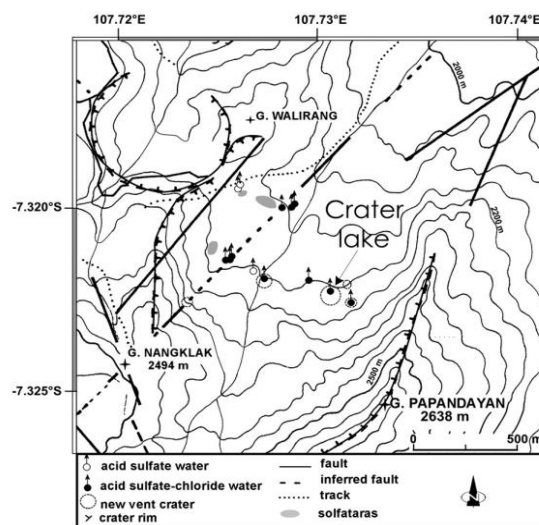 107.72°E 107.73°E 107.74°E
2000 m
G. WALIRANG
-7.320°S
2200 m
Crater
lake
G. NANGKLAK
2494 m
-7.325°S
2500 m
G. PAPANDAYAN
2638 m
0 500 m
acid sulfate water
acid sulfate-chloride water
new vent crater
crater rim
fault
inferred fault
track
solfataras